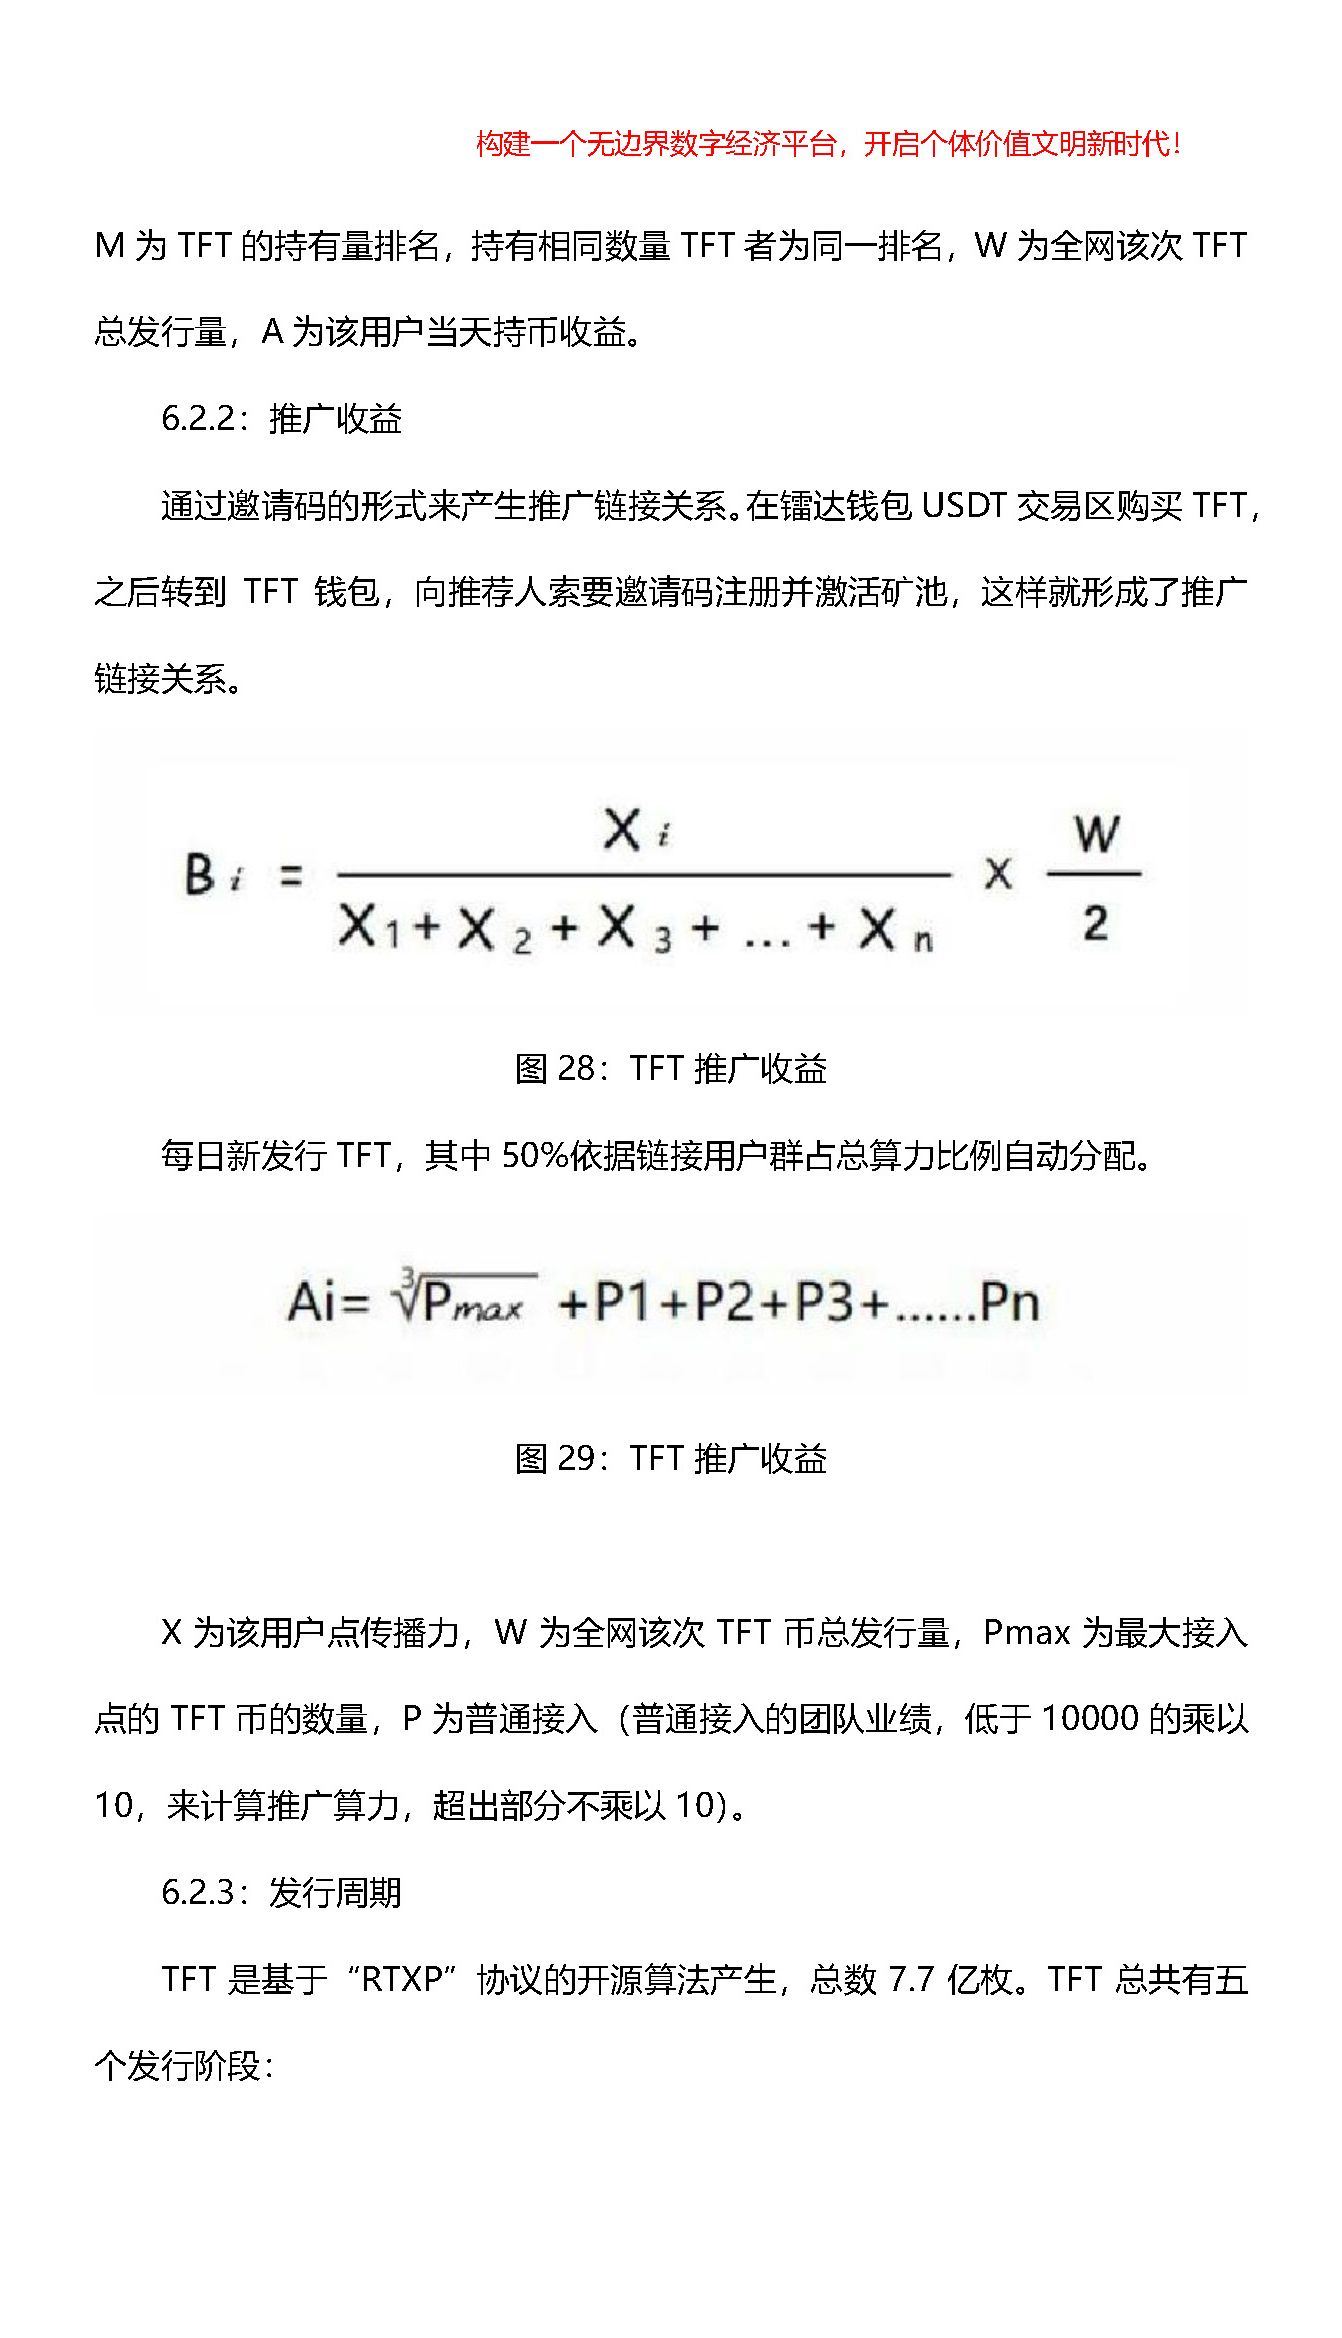 构建一个无边界数字经济平台，开启个体价值文明新时代！
M 为 TFT 的持有量排名，持有相同数量 TFT 者为同一排名，W 为全网该次 TFT
总发行量，A 为该用户当天持币收益。
6.2.2：推广收益
通过邀请码的形式来产生推广链接关系。在镭达钱包 USDT 交易区购买 TFT，
之后转到 TFT 钱包，向推荐人索要邀请码注册并激活矿池，这样就形成了推广
链接关系。
B i = X i / (X 1 + X 2 + X 3 + ... + X n) X W / 2
图 28：TFT 推广收益
每日新发行 TFT，其中 50%依据链接用户群占总算力比例自动分配。
Ai= ∛Pmax +P1+P2+P3+......Pn
图 29：TFT 推广收益
X 为该用户点传播力，W 为全网该次 TFT 币总发行量，Pmax 为最大接入
点的 TFT 币的数量，P 为普通接入（普通接入的团队业绩，低于 10000 的乘以
10，来计算推广算力，超出部分不乘以 10）。
6.2.3：发行周期
TFT 是基于“RTXP”协议的开源算法产生，总数 7.7 亿枚。TFT 总共有五
个发行阶段：